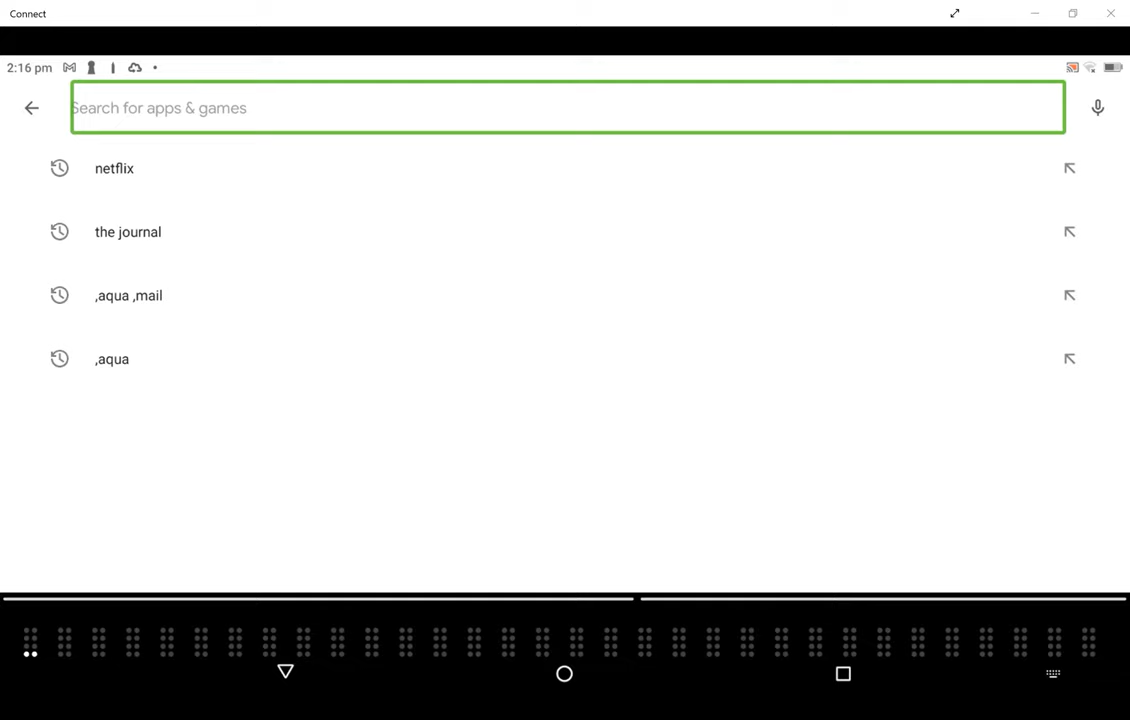 Connect
2:16 pm
Search for apps & games
netflix
the journal
,aqua ,mail
,aqua